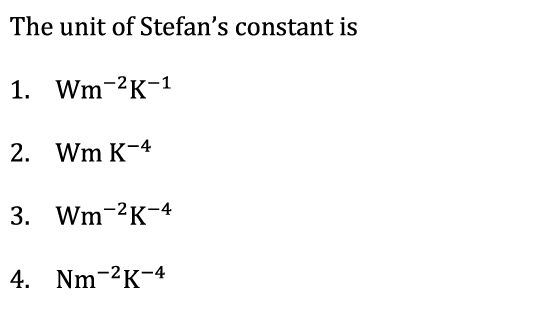 The unit of Stefan’s constant is
1. Wm⁻²K⁻¹
2. Wm K⁻⁴
3. Wm⁻²K⁻⁴
4. Nm⁻²K⁻⁴